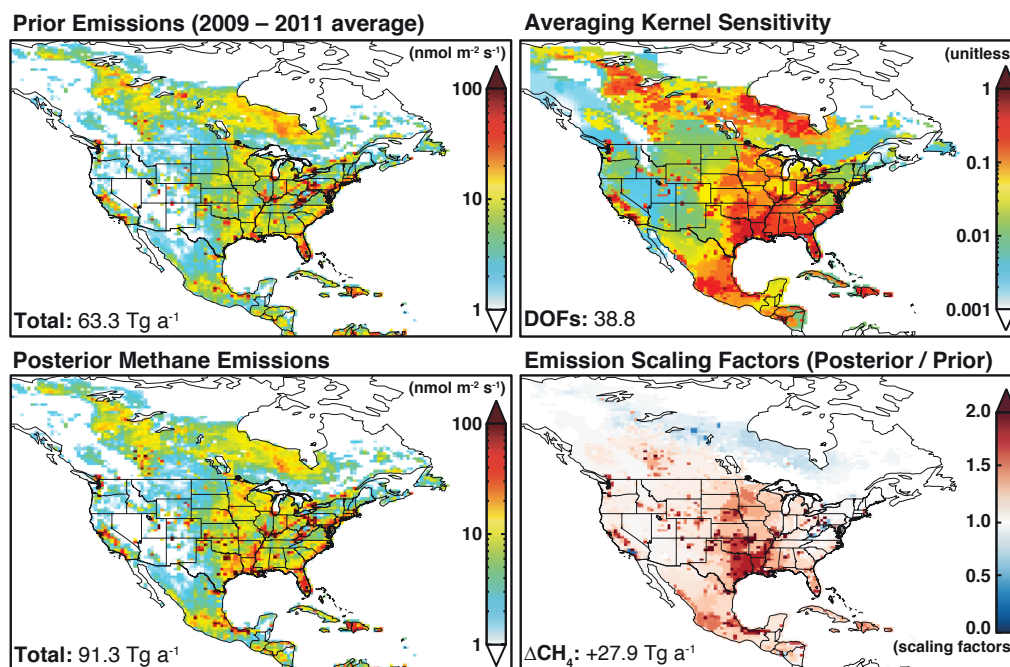 Prior Emissions (2009 – 2011 average)
(nmol m⁻² s⁻¹)
100
10
1
Total: 63.3 Tg a⁻¹
Averaging Kernel Sensitivity
(unitless)
1
0.1
0.01
0.001
DOFs: 38.8
Posterior Methane Emissions
(nmol m⁻² s⁻¹)
100
10
1
Total: 91.3 Tg a⁻¹
Emission Scaling Factors (Posterior / Prior)
2.0
1.5
1.0
0.5
0.0
(scaling factors)
ΔCH₄: +27.9 Tg a⁻¹